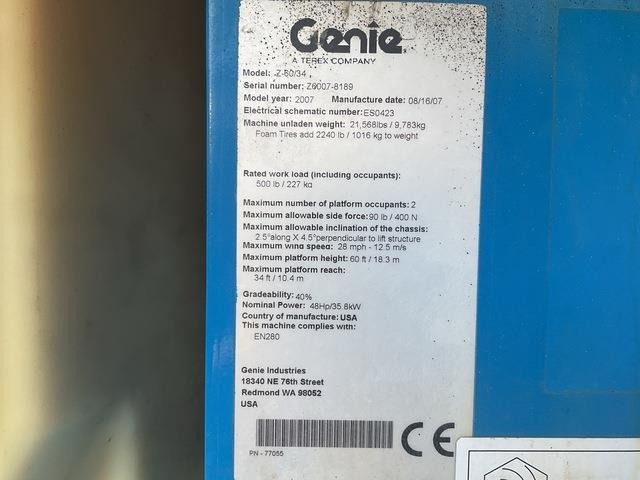 Genie
A TEREX COMPANY
Model: Z-60/34
Serial number: Z6007-8189
Model year: 2007 Manufacture date: 08/16/07
Electrical schematic number: ES0423
Machine unladen weight: 21,568lbs / 9,783kg
Foam Tires add 2240 lb / 1016 kg to weight
Rated work load (including occupants):
500 lb / 227 kg
Maximum number of platform occupants: 2
Maximum allowable side force: 90 lb / 400 N
Maximum allowable inclination of the chassis:
2.5°along X 4.5°perpendicular to lift structure
Maximum wind speed: 28 mph - 12.5 m/s
Maximum platform height: 60 ft / 18.3 m
Maximum platform reach:
34 ft / 10.4 m
Gradeability: 40%
Nominal Power: 48Hp/35.8kW
Country of manufacture: USA
This machine complies with:
EN280
Genie Industries
18340 NE 76th Street
Redmond WA 98052
USA
CE
PN - 77055